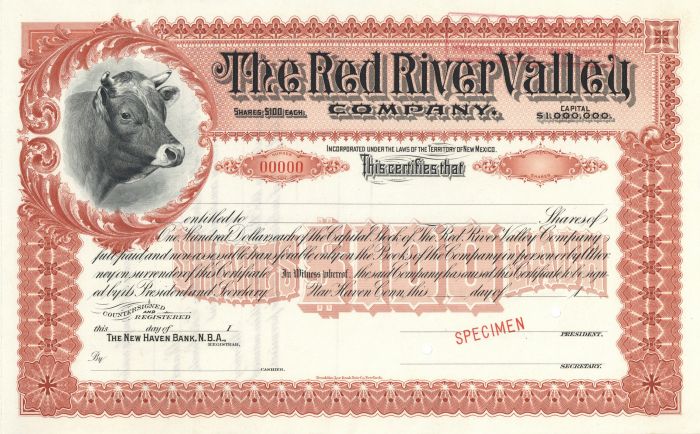 The Red River Valley
COMPANY.
SHARES $100 EACH.
CAPITAL
$1,000,000.
INCORPORATED UNDER THE LAWS OF THE TERRITORY OF NEW MEXICO.
NUMBER
00000
This certifies that
SHARES
entitled to Shares of
One Hundred Dollars each of the Capital Stock of The Red River Valley Company
full paid and non assessable transferable only on the Books of the Company in person or by Attor
ney on surrender of this Certificate In Witness whereof the said Company has caused this Certificate to be sign
ed by its President and Secretary. New Haven Conn, this day of 1
COUNTERSIGNED
AND
REGISTERED
this day of 1
THE NEW HAVEN BANK, N.B.A.,
REGISTRAR,
SPECIMEN
PRESIDENT.
By
CASHIER.
SECRETARY.